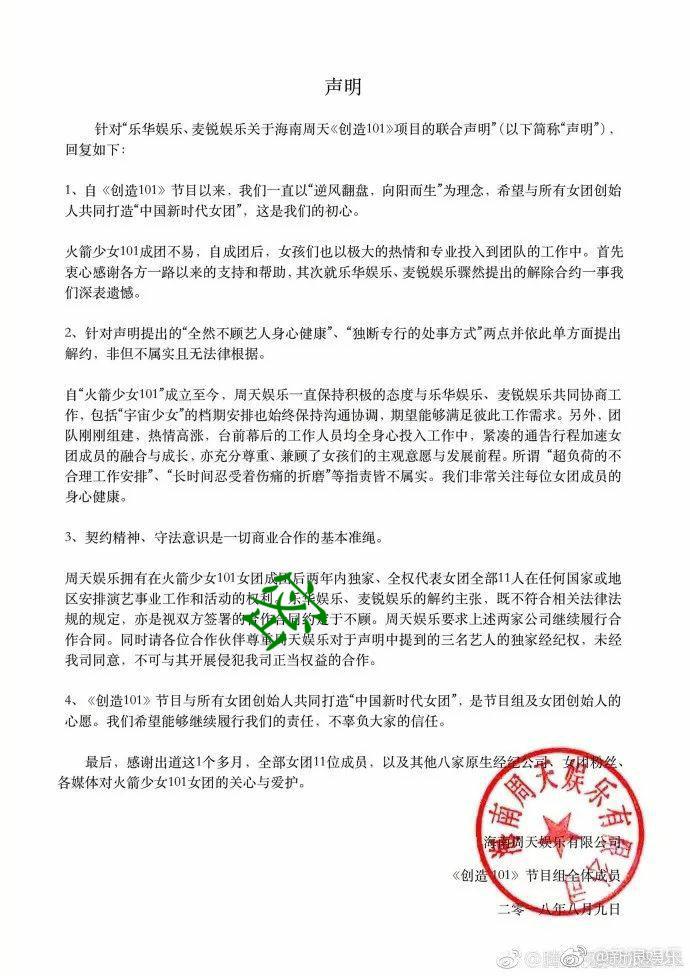 声明
针对“乐华娱乐、麦锐娱乐关于海南周天《创造101》项目的联合声明”（以下简称“声明”），
回复如下：
1、自《创造101》节目以来，我们一直以“逆风翻盘，向阳而生”为理念，希望与所有女团创始
人共同打造“中国新时代女团”，这是我们的初心。
火箭少女101成团不易，自成团后，女孩们也以极大的热情和专业投入到团队的工作中。首先
衷心感谢各方一路以来的支持和帮助，其次就乐华娱乐、麦锐娱乐骤然提出的解除合约一事我
们深表遗憾。
2、针对声明提出的“全然不顾艺人身心健康”、“独断专行的处事方式”两点并依此单方面提出
解约，非但不属实且无法律根据。
自“火箭少女101”成立至今，周天娱乐一直保持积极的态度与乐华娱乐、麦锐娱乐共同协商工
作，包括“宇宙少女”的档期安排也始终保持沟通协调，期望能够满足彼此工作需求。另外，团
队刚刚组建，热情高涨，台前幕后的工作人员均全身心投入工作中，紧凑的通告行程加速女
团成员的融合与成长，亦充分尊重、兼顾了女孩们的主观意愿与发展前程。所谓“超负荷的不
合理工作安排”、“长时间忍受着伤痛的折磨”等指责皆不属实。我们非常关注每位女团成员的
身心健康。
3、契约精神、守法意识是一切商业合作的基本准绳。
周天娱乐拥有在火箭少女101女团成团后两年内独家、全权代表女团全部11人在任何国家或地
区安排演艺事业工作和活动的权利。乐华娱乐、麦锐娱乐的解约主张，既不符合相关法律法
规的规定，亦是视双方签署的合作合同约定于不顾。周天娱乐要求上述两家公司继续履行合
作合同。同时请各位合作伙伴尊重周天娱乐对于声明中提到的三名艺人的独家经纪权，未经
我司同意，不可与其开展侵犯我司正当权益的合作。
4、《创造101》节目与所有女团创始人共同打造“中国新时代女团”，是节目组及女团创始人的
心愿。我们希望能够继续履行我们的责任，不辜负大家的信任。
最后，感谢出道这1个多月，全部女团11位成员，以及其他八家原生经纪公司、女团粉丝、
各媒体对火箭少女101女团的关心与爱护。
海南周天娱乐有限公司
海南周天娱乐有限公司
《创造101》节目组全体成员
二零一八年八月九日
@新浪娱乐